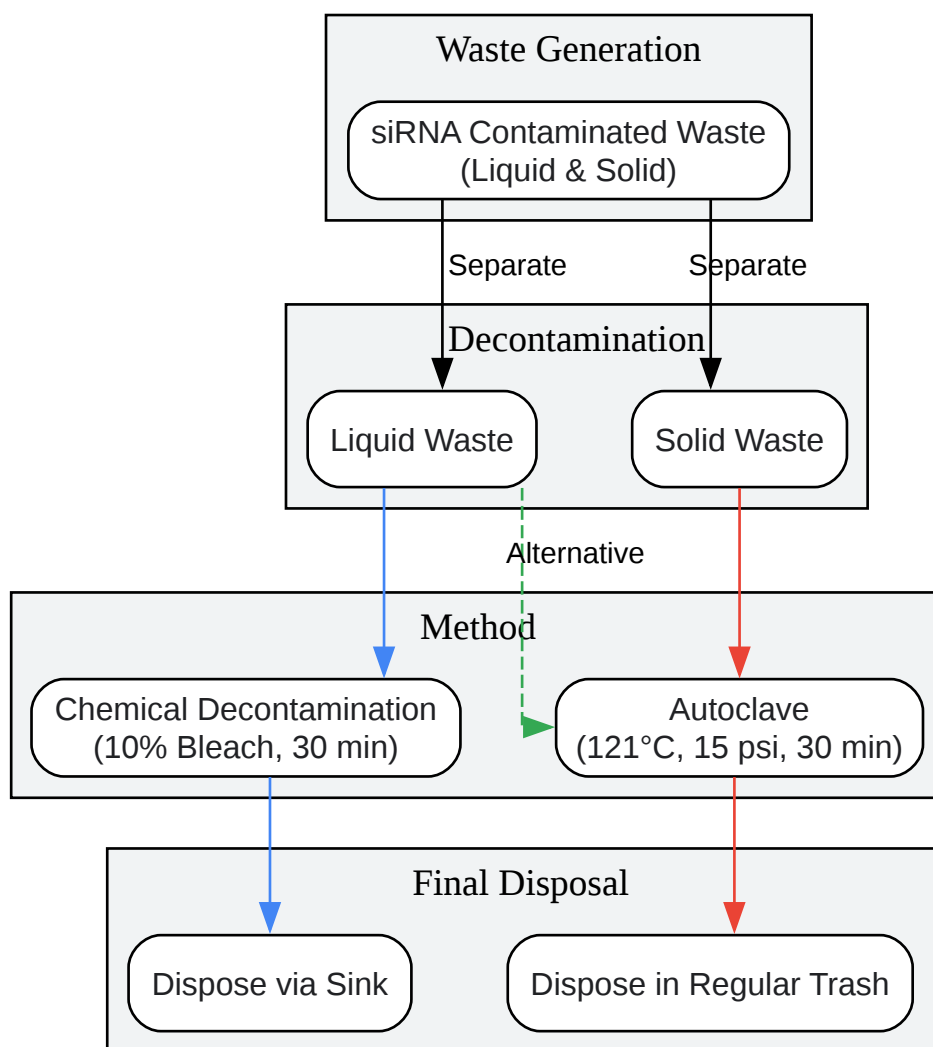 Waste Generation
siRNA Contaminated Waste
(Liquid & Solid)
Separate
Separate
Decontamination
Liquid Waste
Solid Waste
Alternative
Method
Chemical Decontamination
(10% Bleach, 30 min)
Autoclave
(121°C, 15 psi, 30 min)
Final Disposal
Dispose via Sink
Dispose in Regular Trash